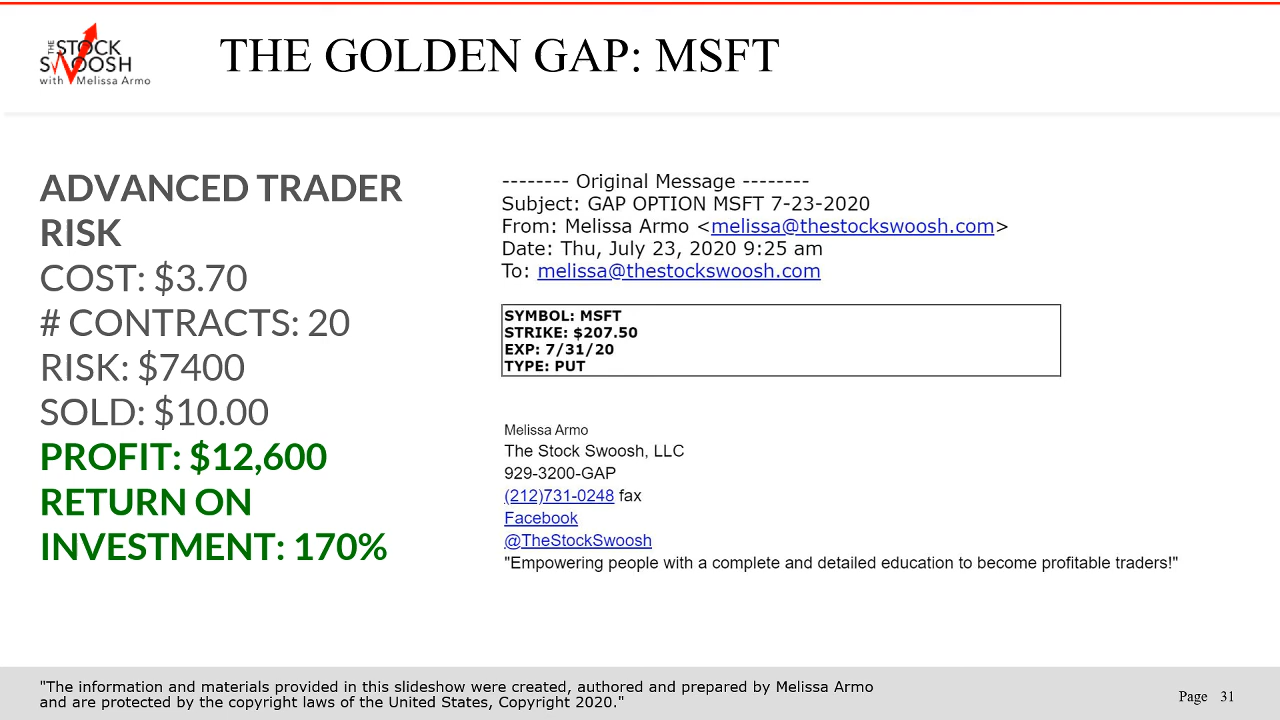 THE STOCK
SWOOSH
with Melissa Armo
THE GOLDEN GAP: MSFT
ADVANCED TRADER
RISK
COST: $3.70
# CONTRACTS: 20
RISK: $7400
SOLD: $10.00
PROFIT: $12,600
RETURN ON
INVESTMENT: 170%
-------- Original Message --------
Subject: GAP OPTION MSFT 7-23-2020
From: Melissa Armo <melissa@thestockswoosh.com>
Date: Thu, July 23, 2020 9:25 am
To: melissa@thestockswoosh.com
SYMBOL: MSFT
STRIKE: $207.50
EXP: 7/31/20
TYPE: PUT
Melissa Armo
The Stock Swoosh, LLC
929-3200-GAP
(212)731-0248 fax
Facebook
@TheStockSwoosh
"Empowering people with a complete and detailed education to become profitable traders!"
"The information and materials provided in this slideshow were created, authored and prepared by Melissa Armo
and are protected by the copyright laws of the United States, Copyright 2020."
Page 31